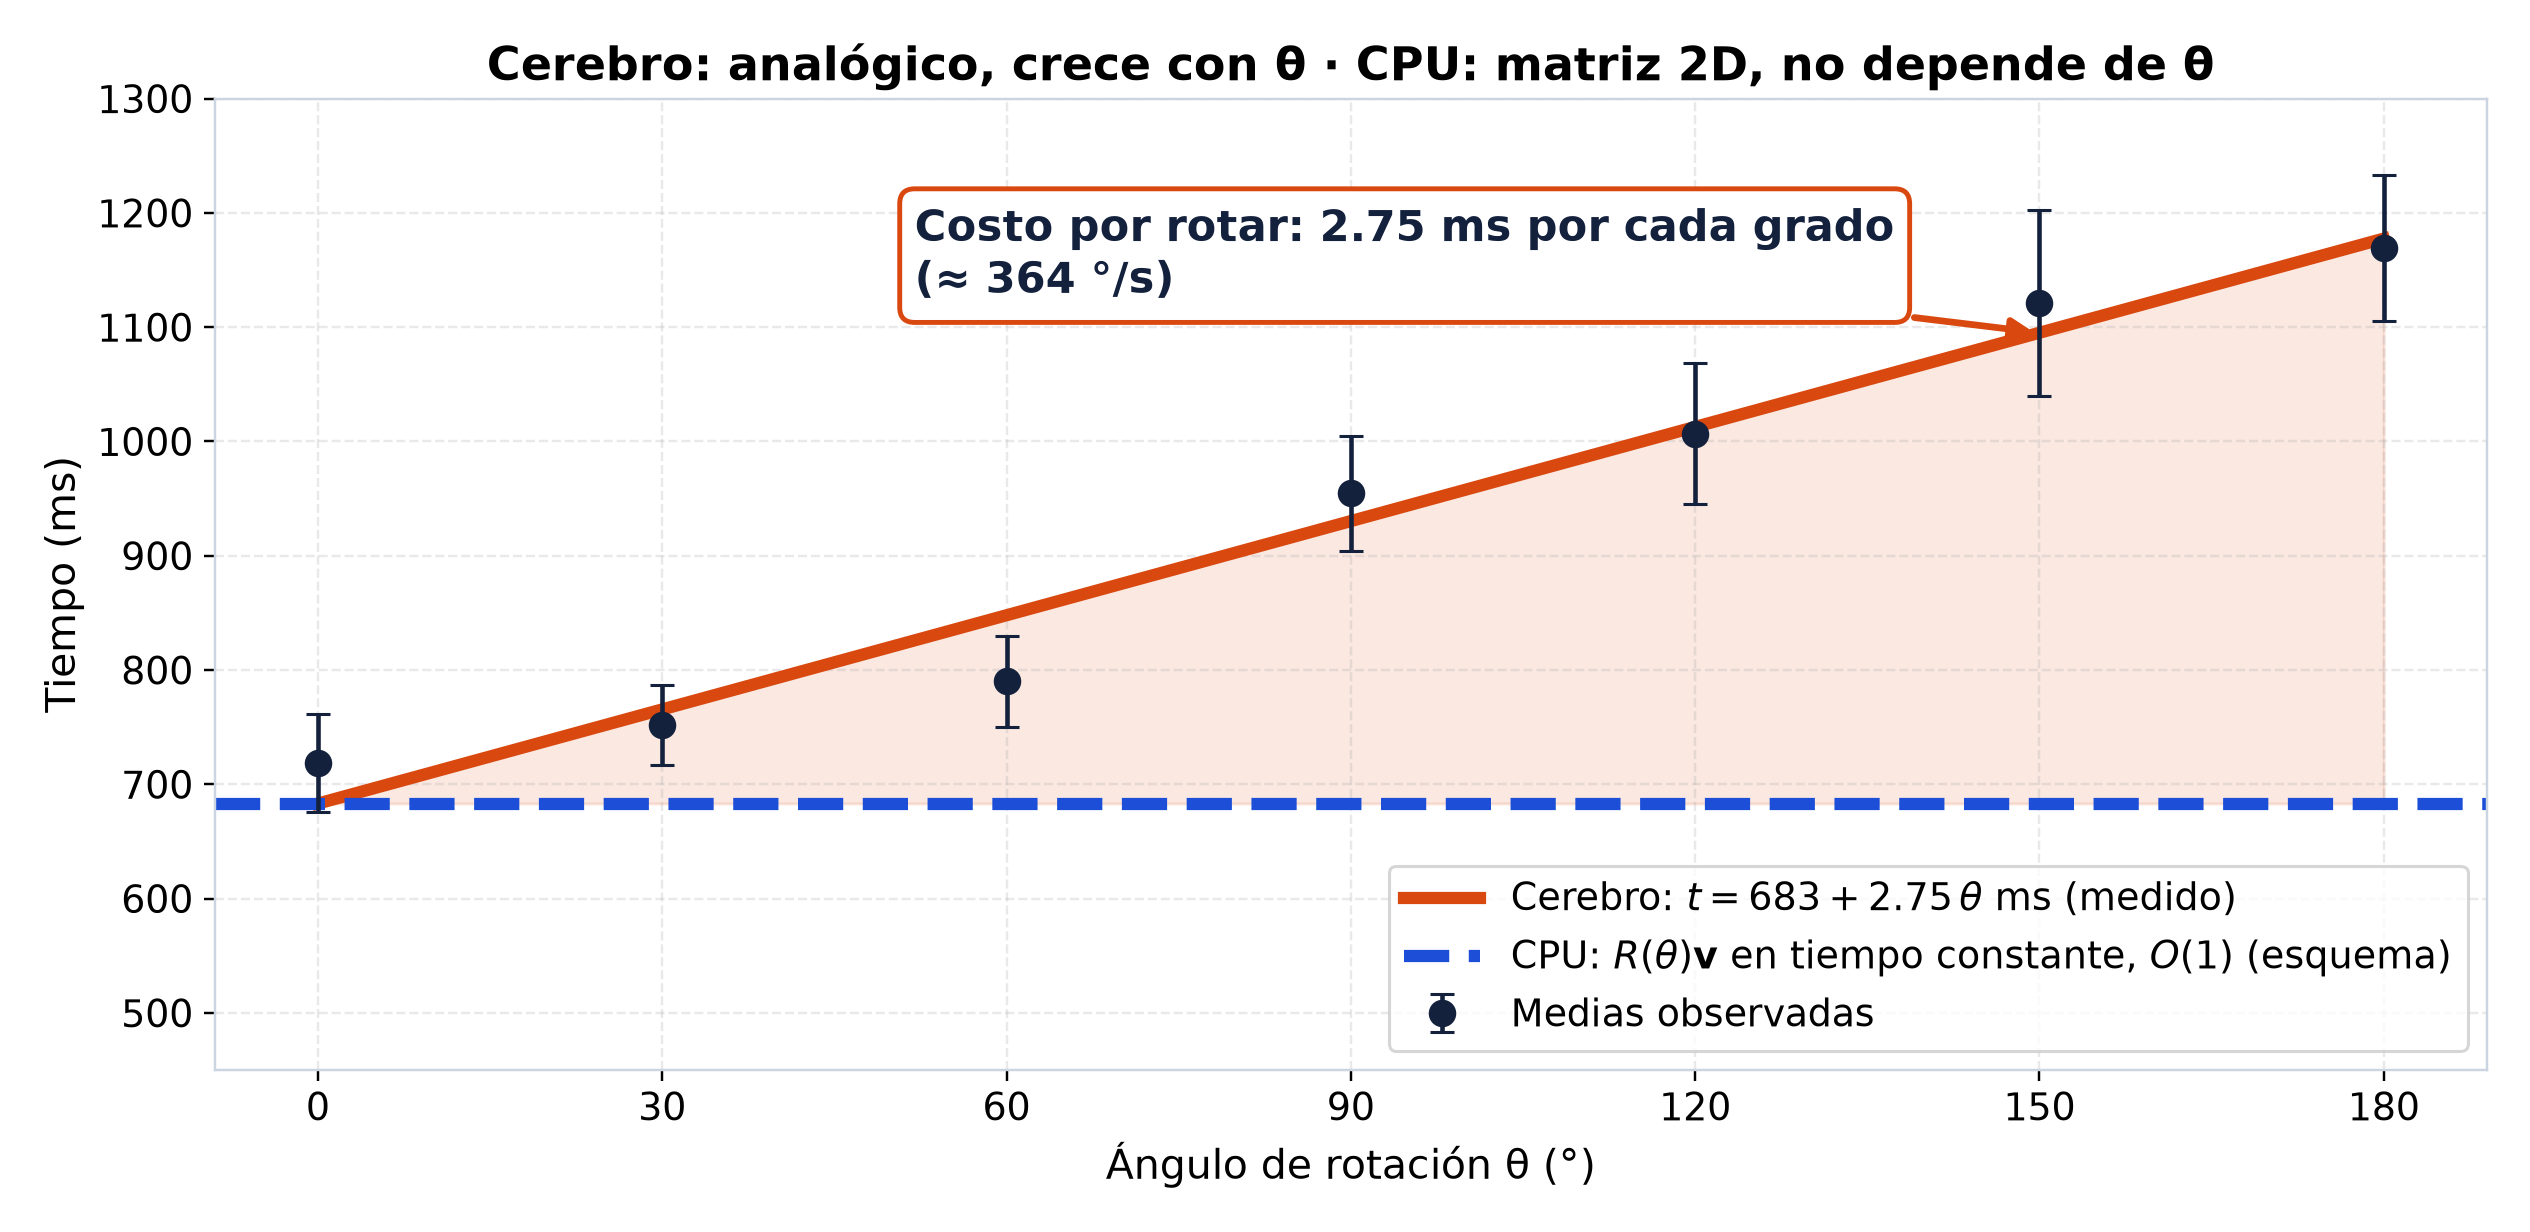 Cerebro: analógico, crece con θ · CPU: matriz 2D, no depende de θ
1300
1200
1100
1000
900
800
700
600
500
Tiempo (ms)
Costo por rotar: 2.75 ms por cada grado
(≈ 364 °/s)
Cerebro: t = 683 + 2.75 θ ms (medido)
CPU: R(θ)v en tiempo constante, O(1) (esquema)
Medias observadas
0 30 60 90 120 150 180
Ángulo de rotación θ (°)